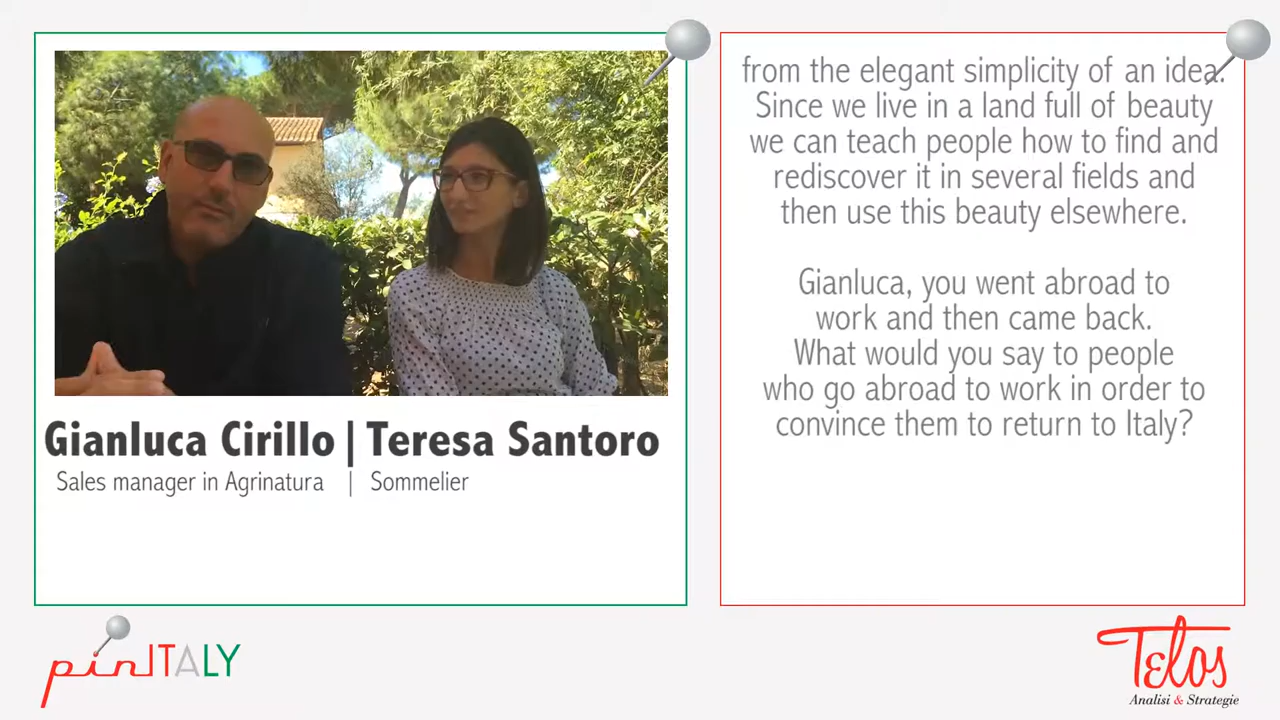 Gianluca Cirillo | Teresa Santoro
Sales manager in Agrinatura | Sommelier
from the elegant simplicity of an idea.
Since we live in a land full of beauty
we can teach people how to find and
rediscover it in several fields and
then use this beauty elsewhere.
Gianluca, you went abroad to
work and then came back.
What would you say to people
who go abroad to work in order to
convince them to return to Italy?
pinITALY
Telos
Analisi & Strategie